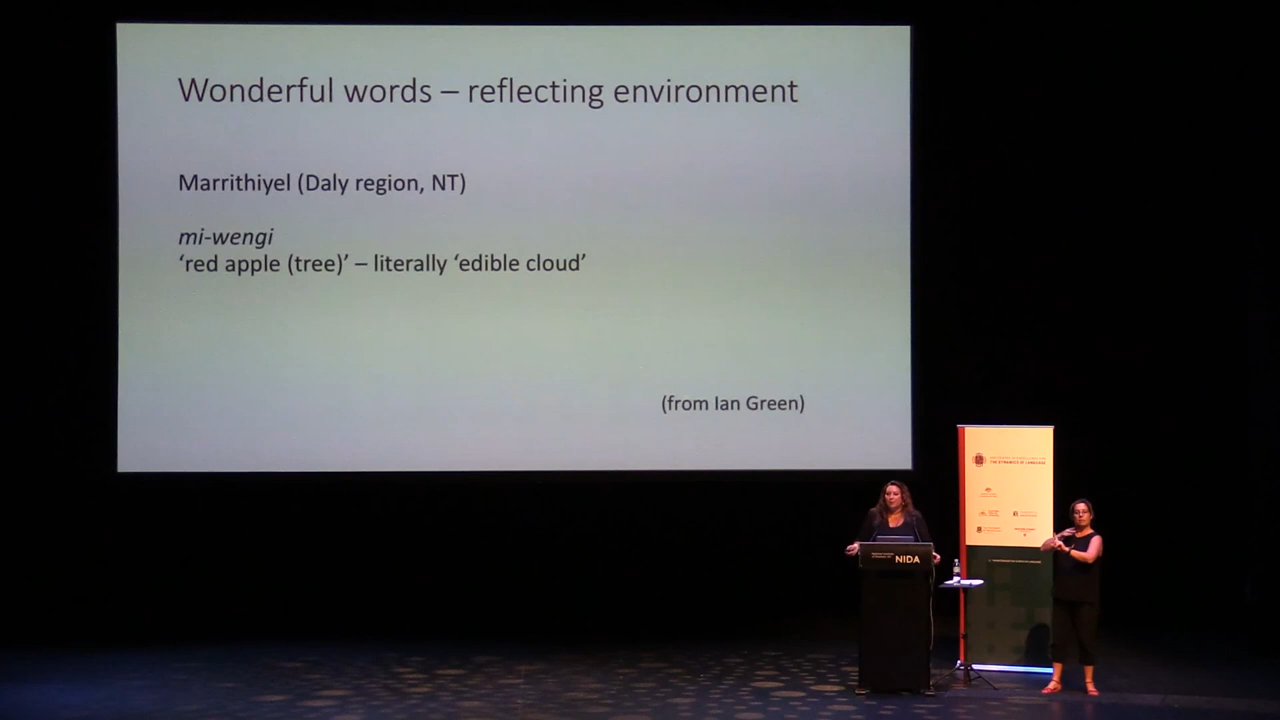 Wonderful words – reflecting environment
Marrithiyel (Daly region, NT)
mi-wengi
‘red apple (tree)’ – literally ‘edible cloud’
(from Ian Green)
THE DYNAMICS OF LANGUAGE
NIDA